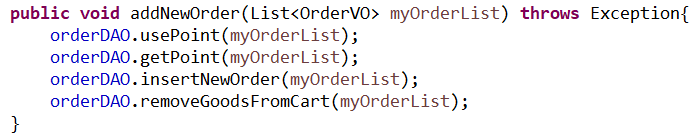 public void addNewOrder(List<OrderVO> myOrderList) throws Exception{
    orderDAO.usePoint(myOrderList);
    orderDAO.getPoint(myOrderList);
    orderDAO.insertNewOrder(myOrderList);
    orderDAO.removeGoodsFromCart(myOrderList);
}